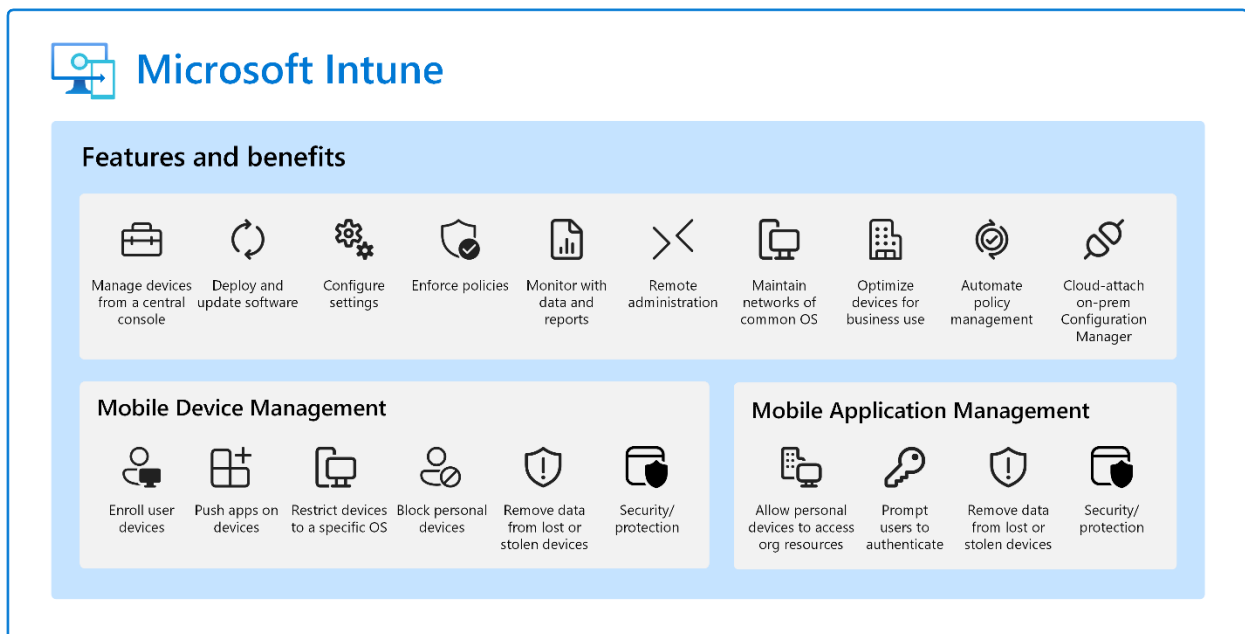 Microsoft Intune
Features and benefits
Manage devices
from a central
console
Deploy and
update software
Configure
settings
Enforce policies
Monitor with
data and
reports
Remote
administration
Maintain
networks of
common OS
Optimize
devices for
business use
Automate
policy
management
Cloud-attach
on-prem
Configuration
Manager
Mobile Device Management
Enroll user
devices
Push apps on
devices
Restrict devices
to a specific OS
Block personal
devices
Remove data
from lost or
stolen devices
Security/
protection
Mobile Application Management
Allow personal
devices to access
org resources
Prompt
users to
authenticate
Remove data
from lost or
stolen devices
Security/
protection